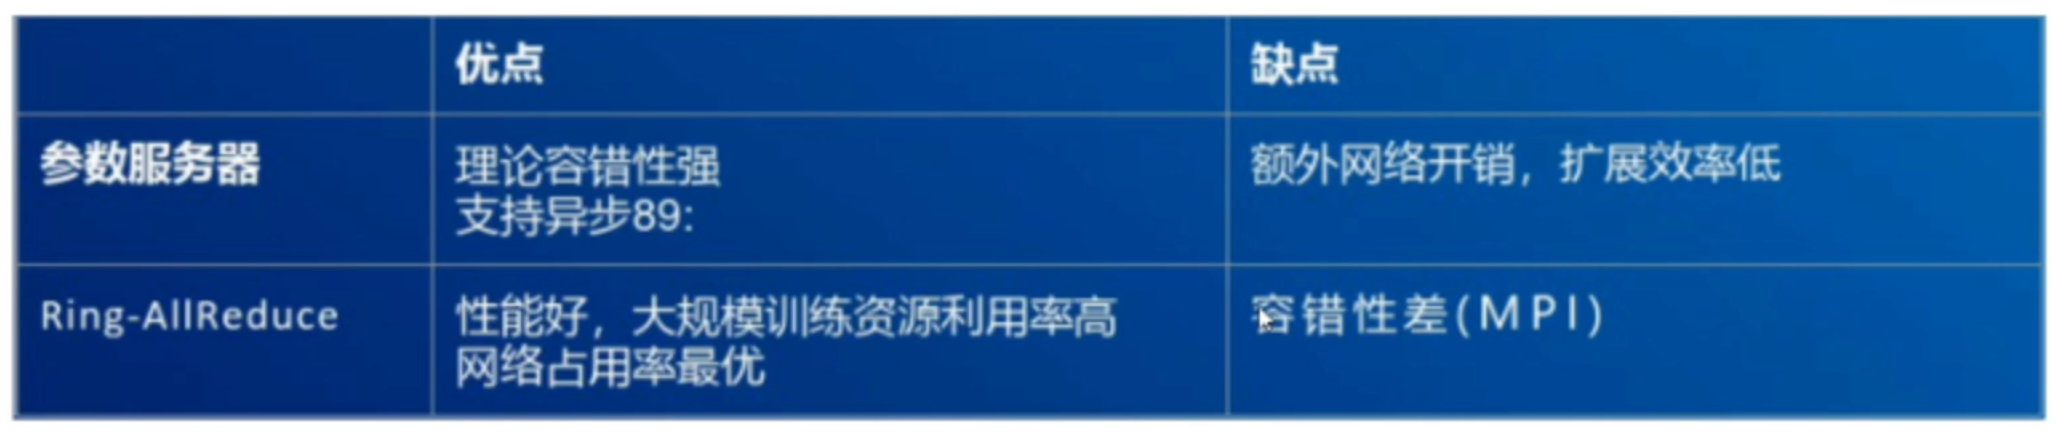 优点
缺点
参数服务器
理论容错性强
支持异步89:
额外网络开销，扩展效率低
Ring-AllReduce
性能好，大规模训练资源利用率高
网络占用率最优
容错性差(MPI)